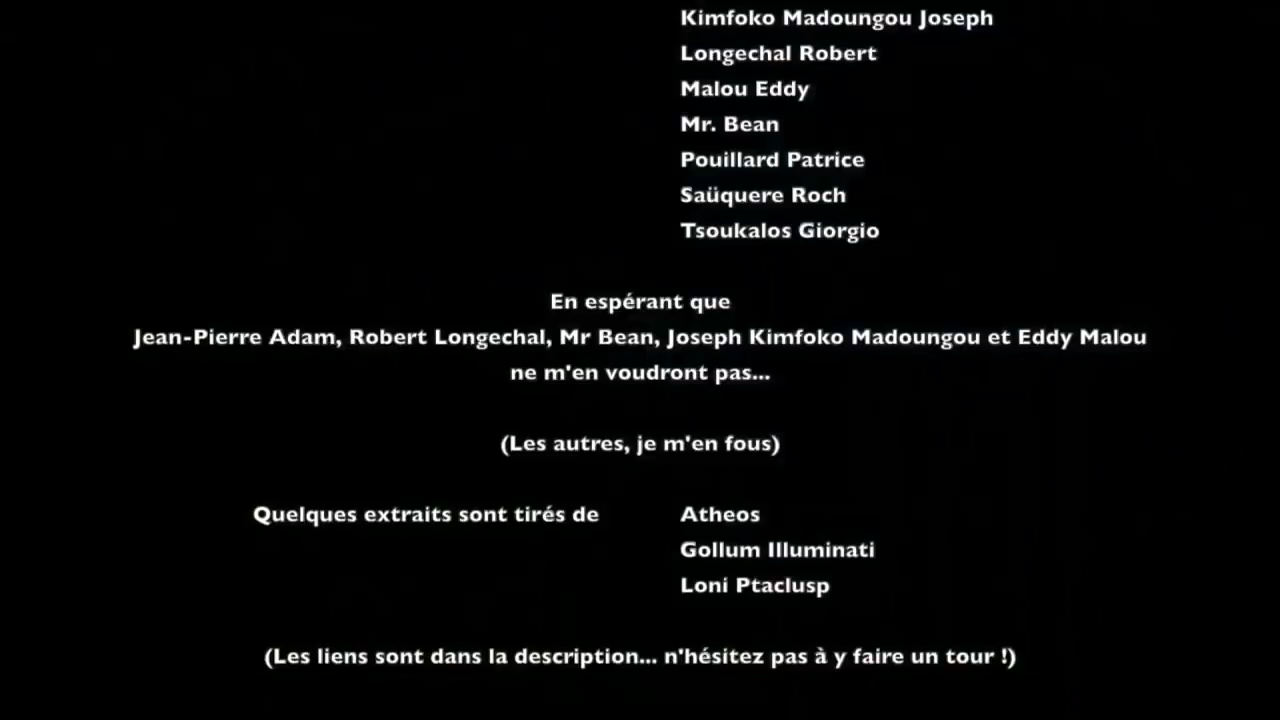 Kimfoko Madoungou Joseph
Longechal Robert
Malou Eddy
Mr. Bean
Pouillard Patrice
Saüquere Roch
Tsoukalos Giorgio
En espérant que
Jean-Pierre Adam, Robert Longechal, Mr Bean, Joseph Kimfoko Madoungou et Eddy Malou
ne m'en voudront pas...
(Les autres, je m'en fous)
Quelques extraits sont tirés de Atheos
Gollum Illuminati
Loni Ptaclusp
(Les liens sont dans la description... n'hésitez pas à y faire un tour !)